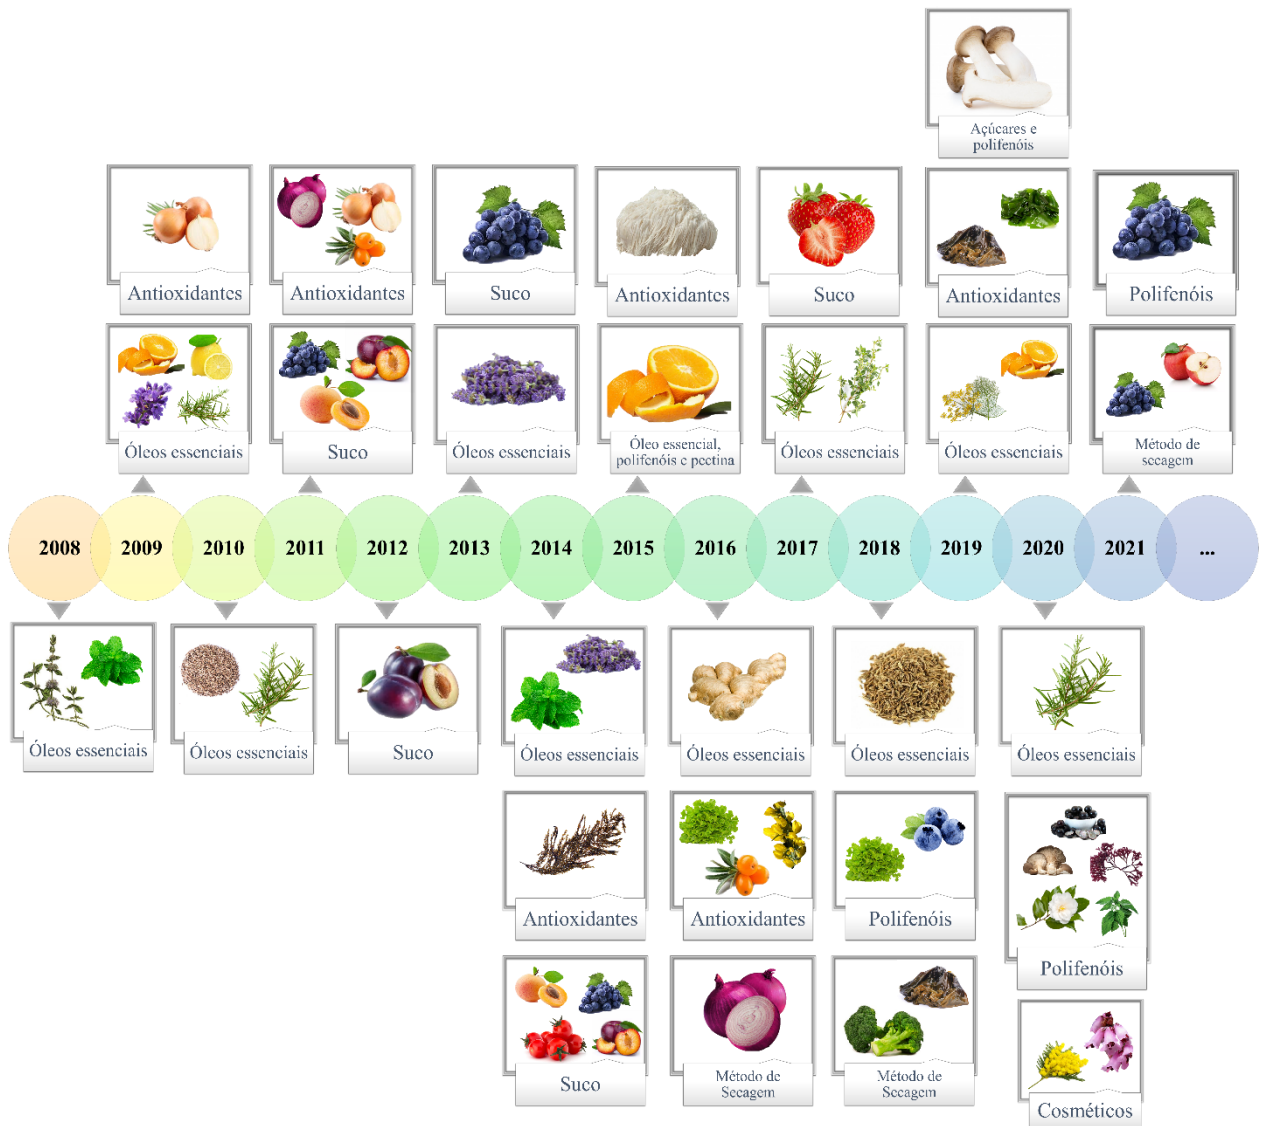 Açúcares e
polifenóis
Antioxidantes
Antioxidantes
Suco
Antioxidantes
Suco
Antioxidantes
Polifenóis
Óleos essenciais
Suco
Óleos essenciais
Óleo essencial,
polifenóis e pectina
Óleos essenciais
Óleos essenciais
Método de
secagem
2008
2009
2010
2011
2012
2013
2014
2015
2016
2017
2018
2019
2020
2021
...
Óleos essenciais
Óleos essenciais
Suco
Óleos essenciais
Óleos essenciais
Óleos essenciais
Óleos essenciais
Antioxidantes
Antioxidantes
Polifenóis
Polifenóis
Suco
Método de
Secagem
Método de
Secagem
Cosméticos